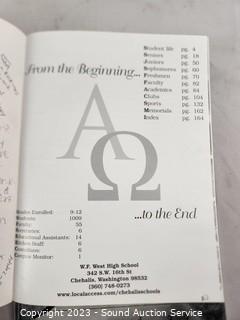 From the Beginning...
Student life pg. 4
Seniors pg. 18
Juniors pg. 50
Sophomores pg. 60
Freshmen pg. 70
Faculty pg. 82
Academics pg. 94
Clubs pg. 104
Sports pg. 132
Memorials pg. 162
Index pg. 164
Α
Ω
...to the End
Grades Enrolled: 9-12
Students: 1009
Faculty: 55
Secretaries: 6
Educational Assistants: 14
Kitchen Staff: 6
Custodians: 6
Campus Monitor: 1
W.F. West High School
342 S.W. 16th St
Chehalis, Washington 98532
(360) 748-0273
www.localaccess.com/chehalisschools
© 2023 - Sound Auction Service